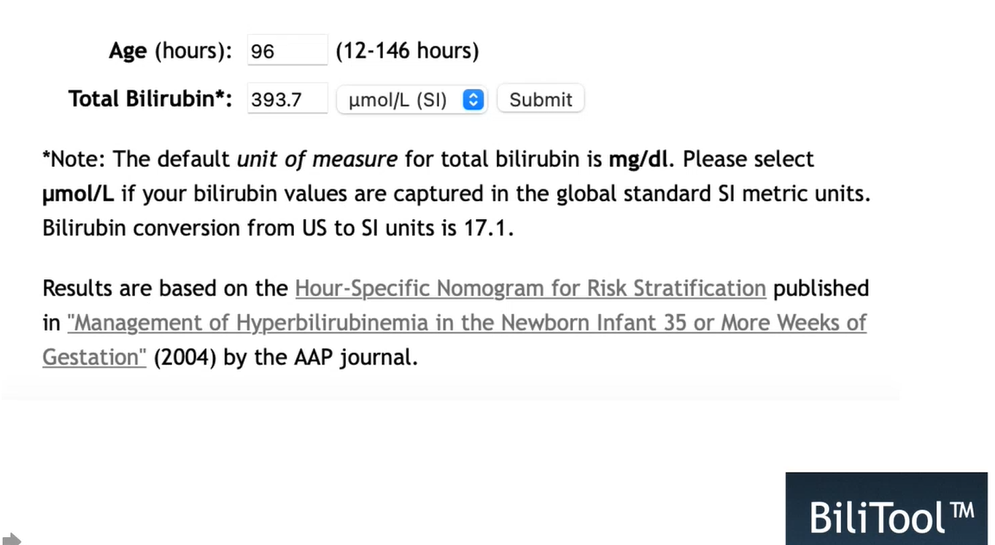 Age (hours): 96 (12-146 hours)
Total Bilirubin*: 393.7 µmol/L (SI) Submit
*Note: The default unit of measure for total bilirubin is mg/dl. Please select
µmol/L if your bilirubin values are captured in the global standard SI metric units.
Bilirubin conversion from US to SI units is 17.1.
Results are based on the Hour-Specific Nomogram for Risk Stratification published
in "Management of Hyperbilirubinemia in the Newborn Infant 35 or More Weeks of
Gestation" (2004) by the AAP journal.
BiliTool™